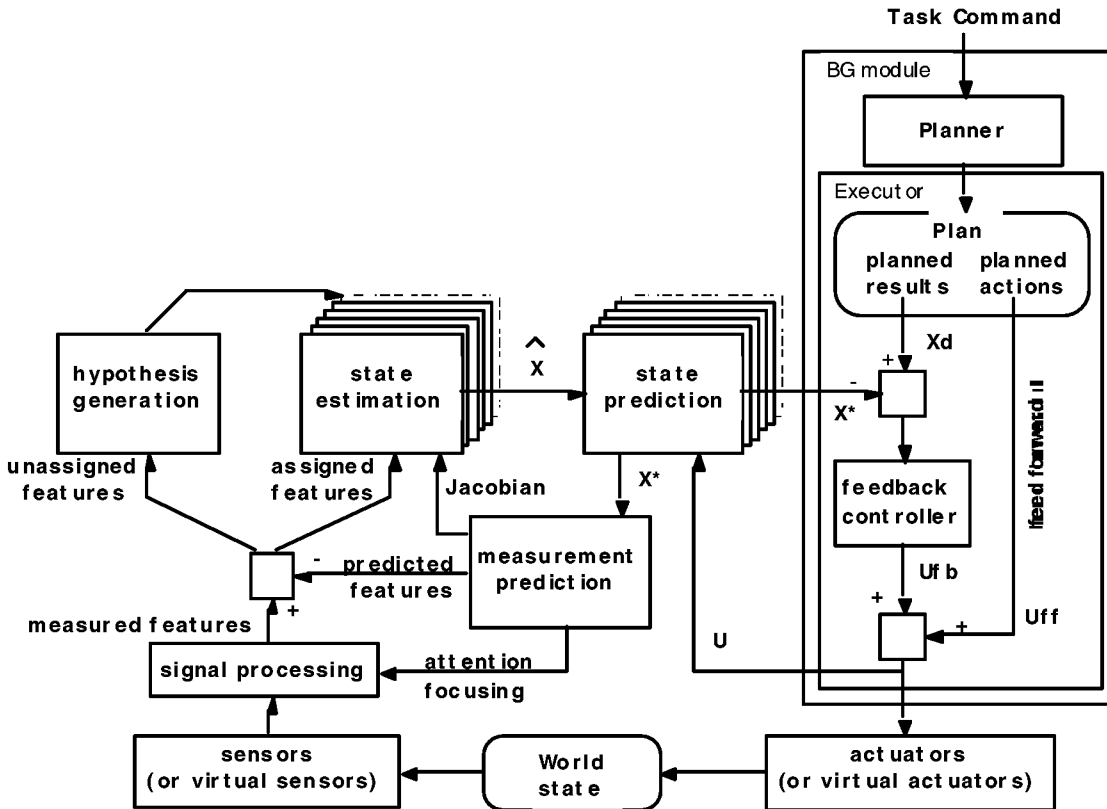 Task Command
BG module
Planner
Executor
Plan
planned results
planned actions
Xd
+
-
X*
feedback controller
Ufb
+
+
Uff
hypothesis generation
state estimation
^
X
state prediction
unassigned features
assigned features
Jacobian
X*
measurement prediction
-
predicted features
+
measured features
signal processing
attention focusing
U
sensors
(or virtual sensors)
World state
actuators
(or virtual actuators)